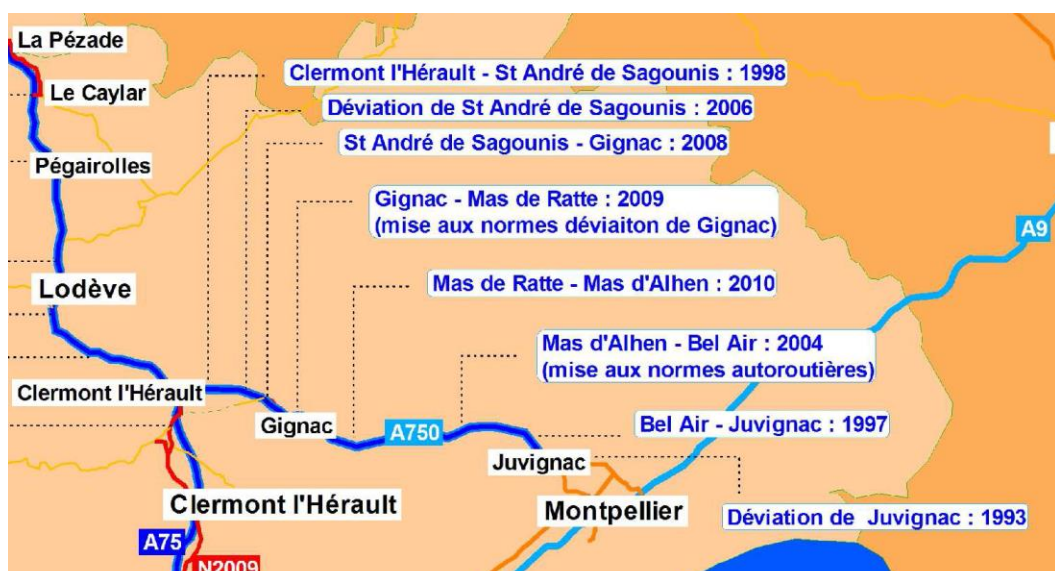 La Pézade
Le Caylar
Pégairolles
Lodève
Clermont l'Hérault
Gignac
A750
Juvignac
Montpellier
Clermont l'Hérault
A75
N2009
A9
Clermont l'Hérault - St André de Sagounis : 1998
Déviation de St André de Sagounis : 2006
St André de Sagounis - Gignac : 2008
Gignac - Mas de Ratte : 2009
(mise aux normes déviaiton de Gignac)
Mas de Ratte - Mas d'Alhen : 2010
Mas d'Alhen - Bel Air : 2004
(mise aux normes autoroutières)
Bel Air - Juvignac : 1997
Déviation de Juvignac : 1993